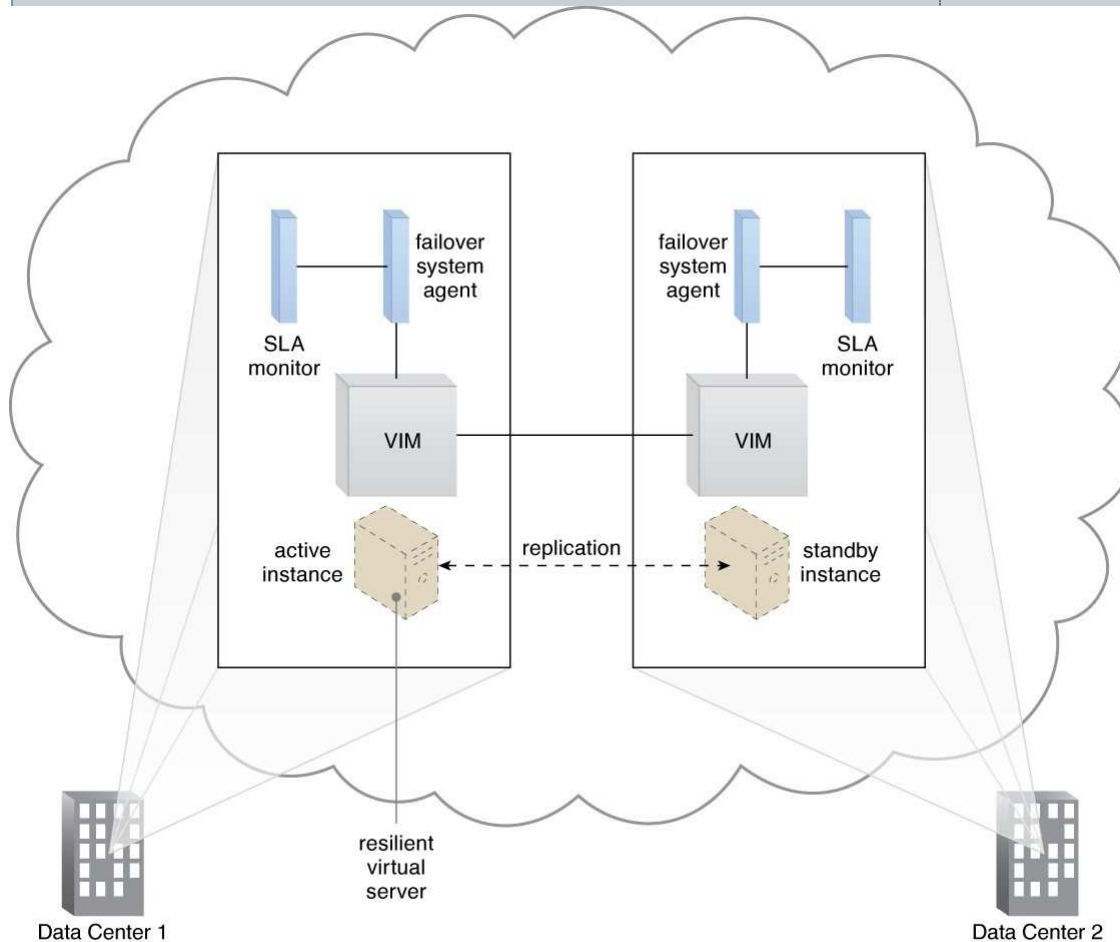 failover
system
agent
SLA
monitor
VIM
active
instance
resilient
virtual
server
replication
failover
system
agent
SLA
monitor
VIM
standby
instance
Data Center 1
Data Center 2